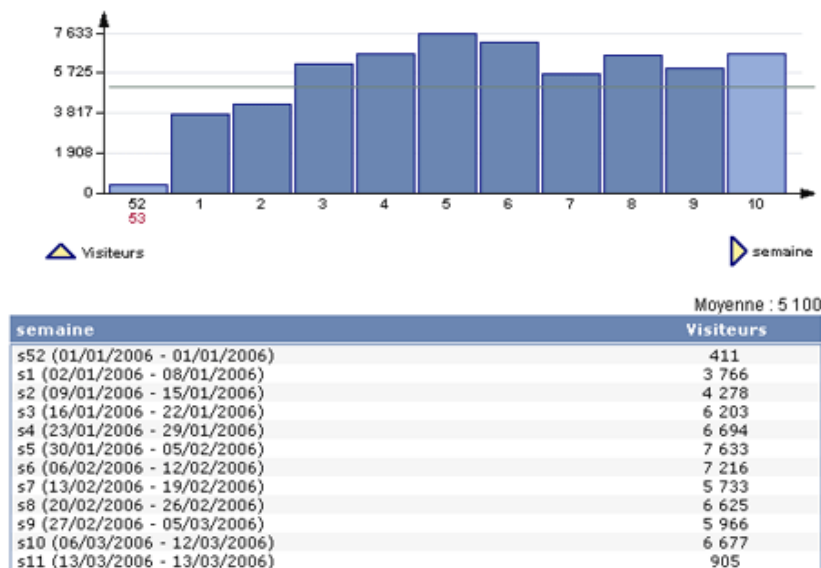 7 633
5 725
3 817
1 908
0
52 1 2 3 4 5 6 7 8 9 10
53
Visiteurs semaine
Moyenne : 5 100
semaine Visiteurs
s52 (01/01/2006 - 01/01/2006) 411
s1 (02/01/2006 - 08/01/2006) 3 766
s2 (09/01/2006 - 15/01/2006) 4 278
s3 (16/01/2006 - 22/01/2006) 6 203
s4 (23/01/2006 - 29/01/2006) 6 694
s5 (30/01/2006 - 05/02/2006) 7 633
s6 (06/02/2006 - 12/02/2006) 7 216
s7 (13/02/2006 - 19/02/2006) 5 733
s8 (20/02/2006 - 26/02/2006) 6 625
s9 (27/02/2006 - 05/03/2006) 5 966
s10 (06/03/2006 - 12/03/2006) 6 677
s11 (13/03/2006 - 13/03/2006) 905